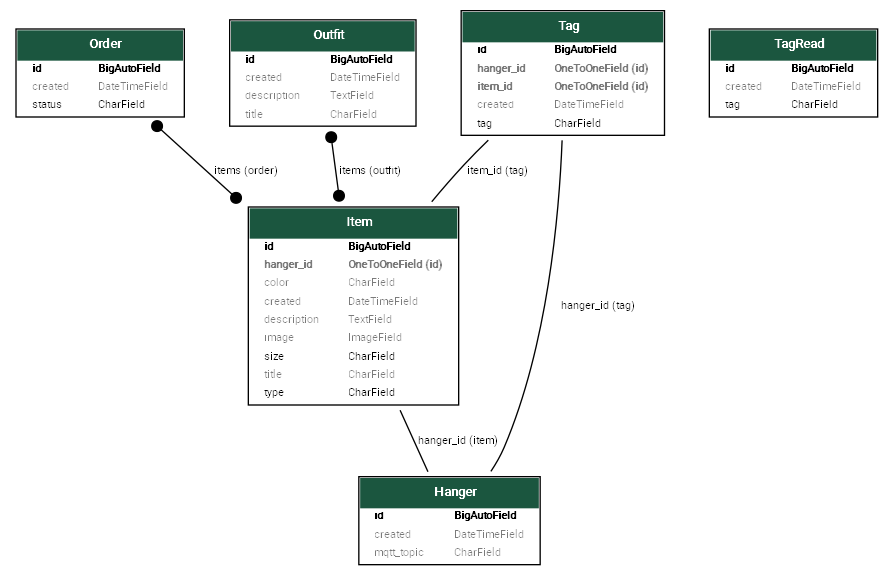 Order
id BigAutoField
created DateTimeField
status CharField
Outfit
id BigAutoField
created DateTimeField
description TextField
title CharField
Tag
id BigAutoField
hanger_id OneToOneField (id)
item_id OneToOneField (id)
created DateTimeField
tag CharField
TagRead
id BigAutoField
created DateTimeField
tag CharField
items (order)
items (outfit)
item_id (tag)
Item
id BigAutoField
hanger_id OneToOneField (id)
color CharField
created DateTimeField
description TextField
image ImageField
size CharField
title CharField
type CharField
hanger_id (tag)
hanger_id (item)
Hanger
id BigAutoField
created DateTimeField
mqtt_topic CharField